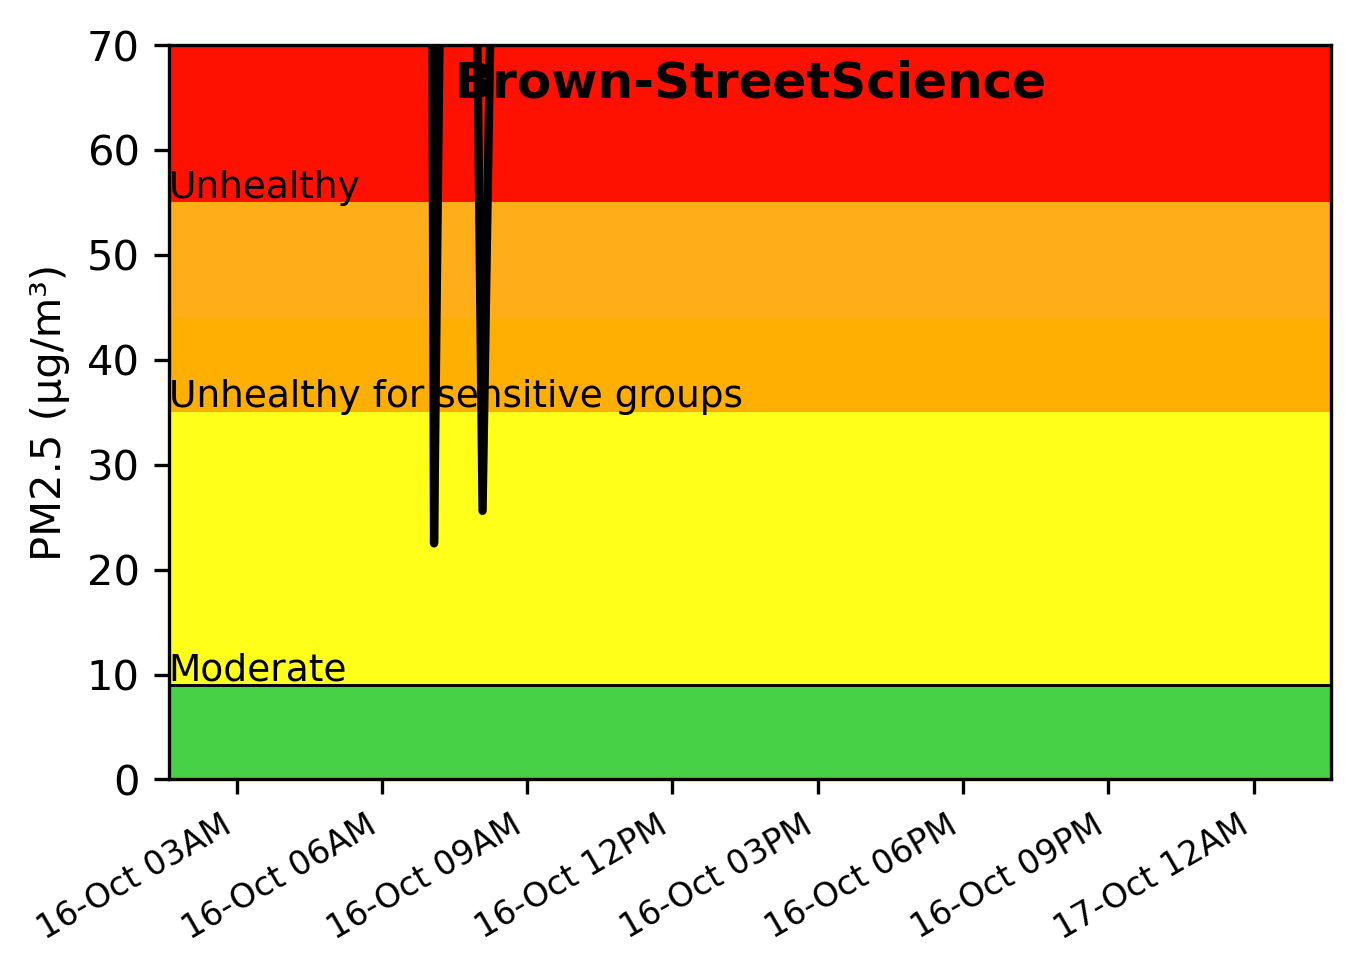 Brown-StreetScience
70
60
50
40
30
20
10
0
PM2.5 (µg/m³)
Unhealthy
Unhealthy for sensitive groups
Moderate
16-Oct 03AM
16-Oct 06AM
16-Oct 09AM
16-Oct 12PM
16-Oct 03PM
16-Oct 06PM
16-Oct 09PM
17-Oct 12AM